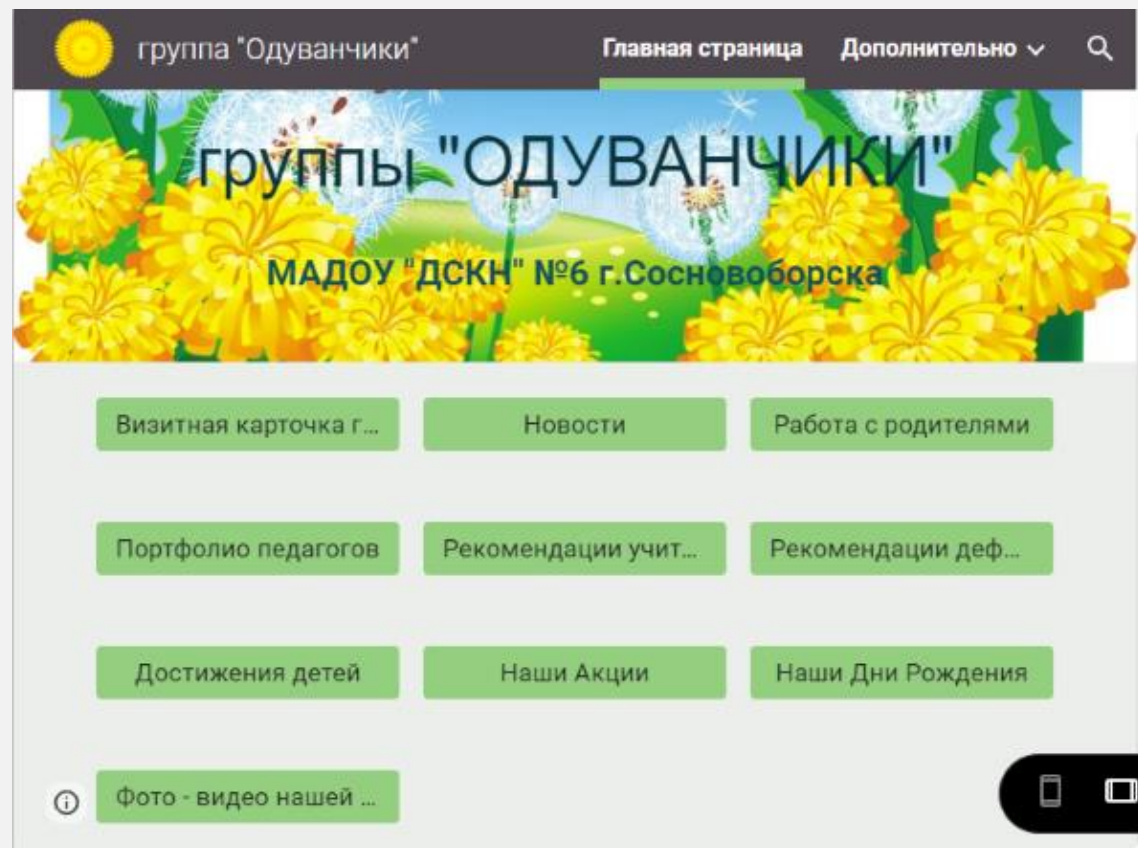 группа "Одуванчики" Главная страница Дополнительно
группы "ОДУВАНЧИКИ"
МАДОУ "ДСКН" №6 г.Сосновоборска
Визитная карточка г... Новости Работа с родителями
Портфолио педагогов Рекомендации учит... Рекомендации деф...
Достижения детей Наши Акции Наши Дни Рождения
Фото - видео нашей ...